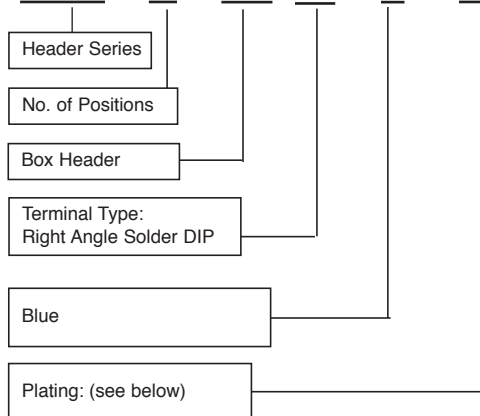 Header Series
No. of Positions
Box Header
Terminal Type:
Right Angle Solder DIP
Blue
Plating: (see below)